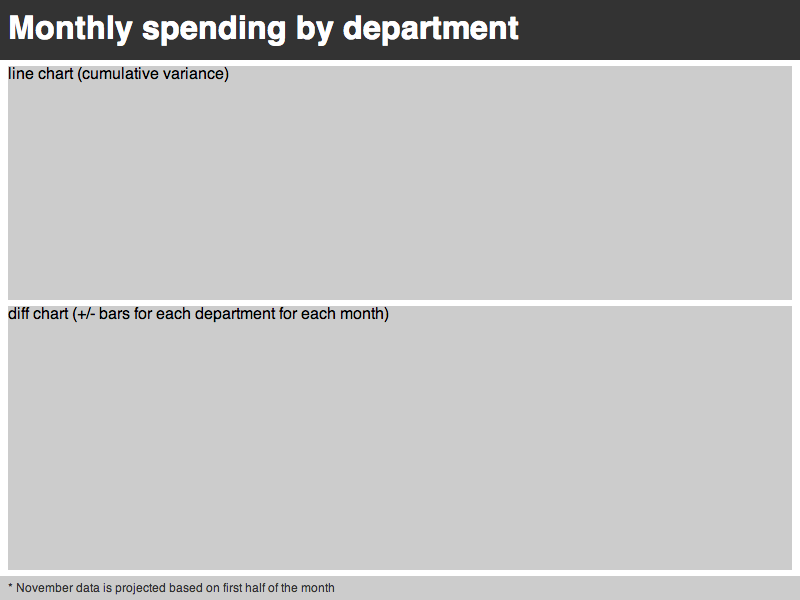 Monthly spending by department
line chart (cumulative variance)
diff chart (+/- bars for each department for each month)
* November data is projected based on first half of the month